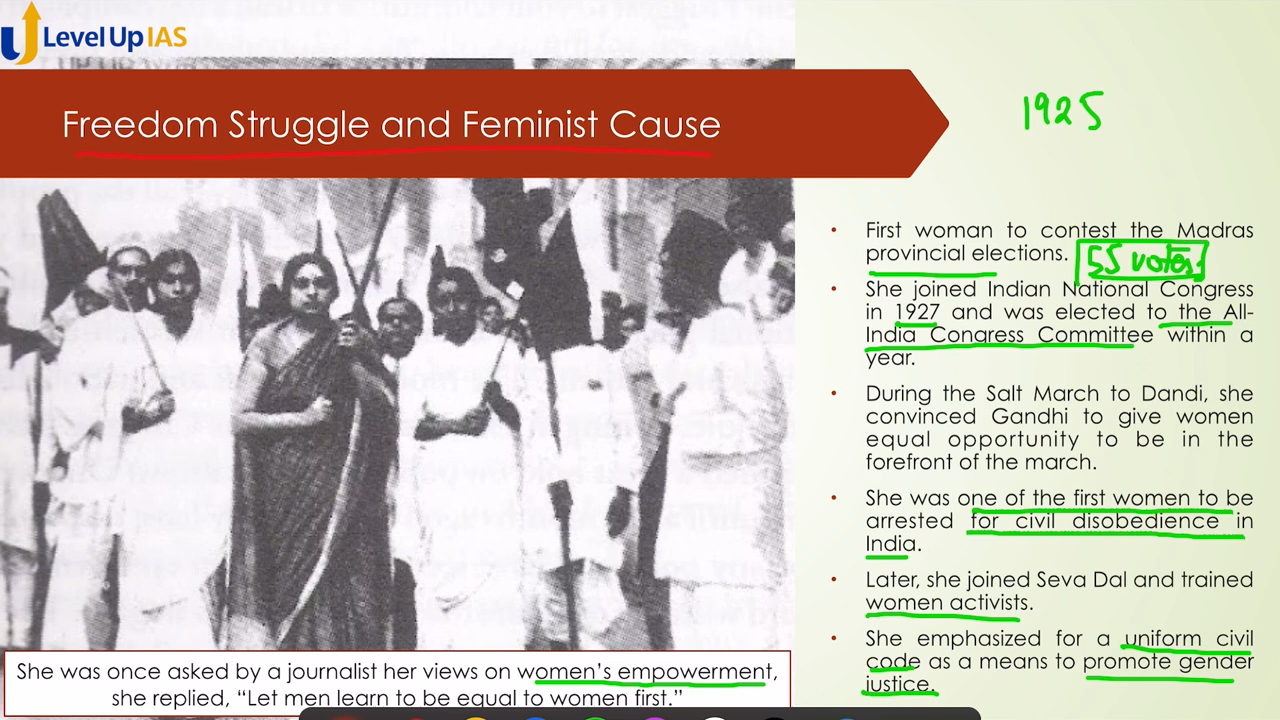 Level Up IAS
Freedom Struggle and Feminist Cause
1925
• First woman to contest the Madras
provincial elections. 55 votes.
• She joined Indian National Congress
in 1927 and was elected to the All-
India Congress Committee within a
year.
• During the Salt March to Dandi, she
convinced Gandhi to give women
equal opportunity to be in the
forefront of the march.
• She was one of the first women to be
arrested for civil disobedience in
India.
• Later, she joined Seva Dal and trained
women activists.
• She emphasized for a uniform civil
code as a means to promote gender
justice.
She was once asked by a journalist her views on women’s empowerment,
she replied, “Let men learn to be equal to women first.”